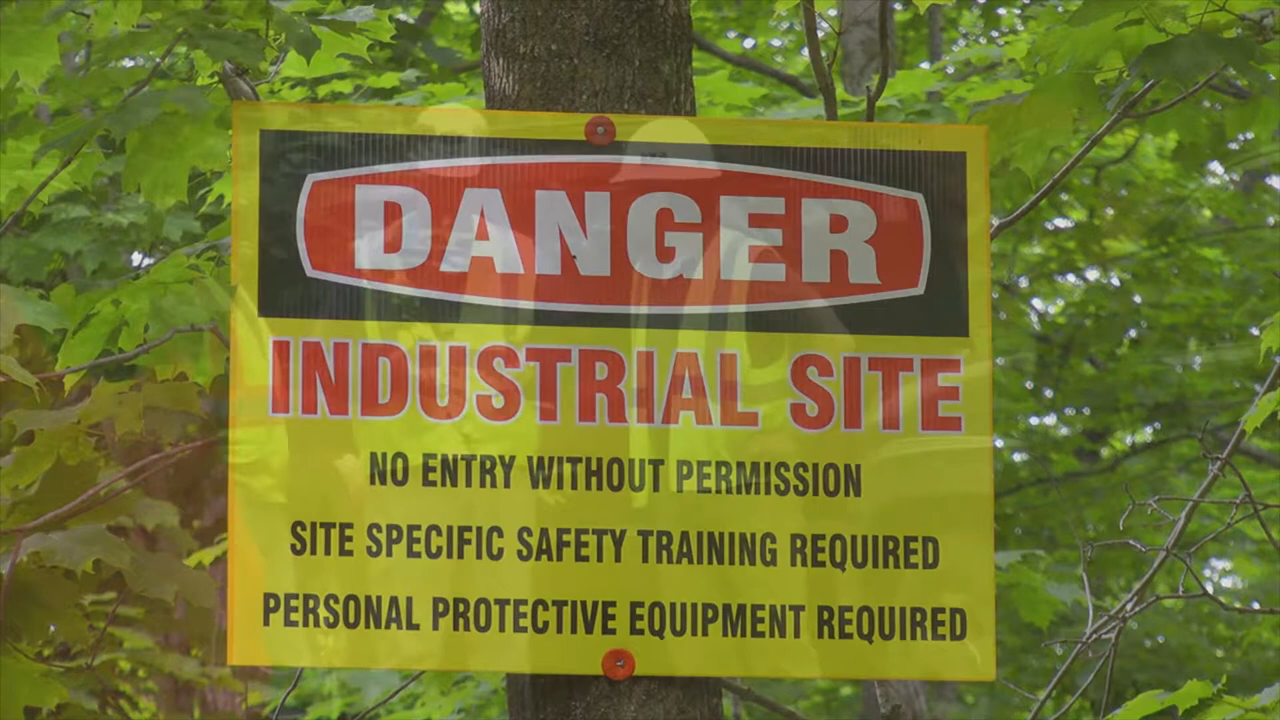 DANGER
INDUSTRIAL SITE
NO ENTRY WITHOUT PERMISSION
SITE SPECIFIC SAFETY TRAINING REQUIRED
PERSONAL PROTECTIVE EQUIPMENT REQUIRED